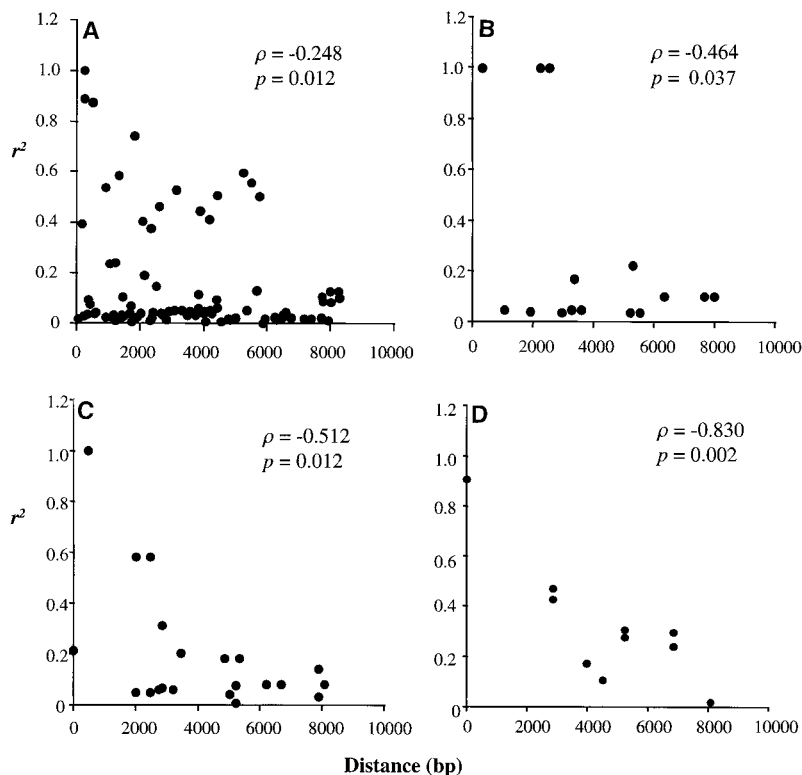 A
ρ = -0.248
p = 0.012
r²
1.2
1.0
0.8
0.6
0.4
0.2
0
0 2000 4000 6000 8000 10000
B
ρ = -0.464
p = 0.037
1.2
1.0
0.8
0.6
0.4
0.2
0
0 2000 4000 6000 8000 10000
C
ρ = -0.512
p = 0.012
r²
1.2
1.0
0.8
0.6
0.4
0.2
0
0 2000 4000 6000 8000 10000
D
ρ = -0.830
p = 0.002
1.2
1.0
0.8
0.6
0.4
0.2
0
0 2000 4000 6000 8000 10000
Distance (bp)